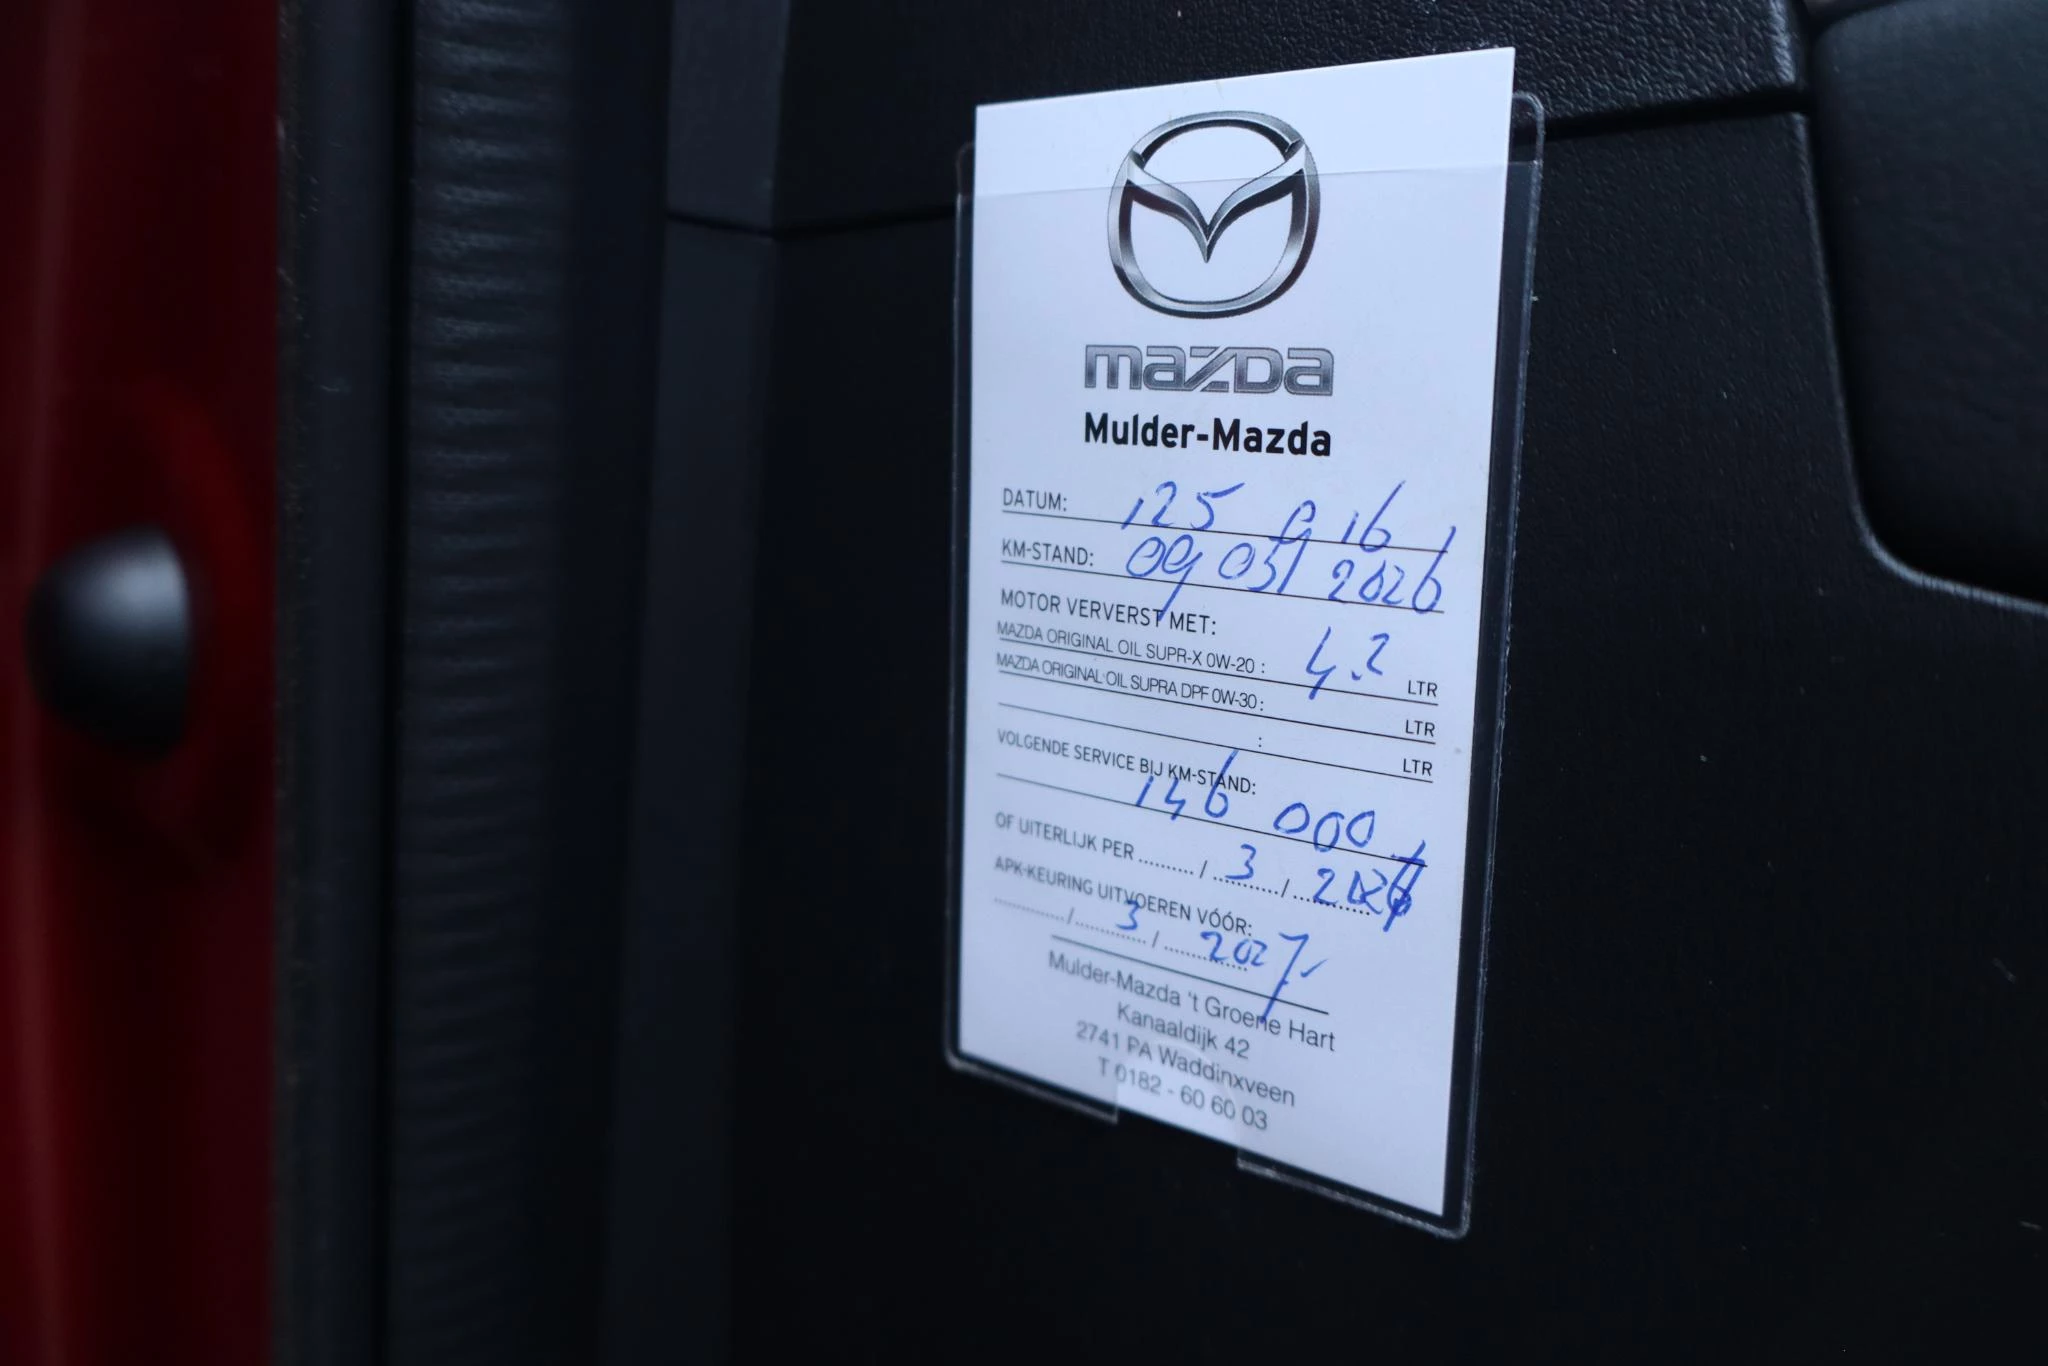 mazda
Mulder-Mazda
DATUM: 125 916
KM-STAND: 09 03 2026
MOTOR VERVERST MET:
MAZDA ORIGINAL OIL SUPR-X 0W-20 : 4.2 LTR
MAZDA ORIGINAL OIL SUPRA DPF 0W-30 : LTR
: LTR
VOLGENDE SERVICE BIJ KM-STAND:
146 000
OF UITERLIJK PER ......... / 3 /
APK-KEURING UITVOEREN VÓÓR:
............ / 3 / 2027
Mulder-Mazda ‘t Groene Hart
Kanaaldijk 42
2741 PA Waddinxveen
T 0182 - 60 60 03